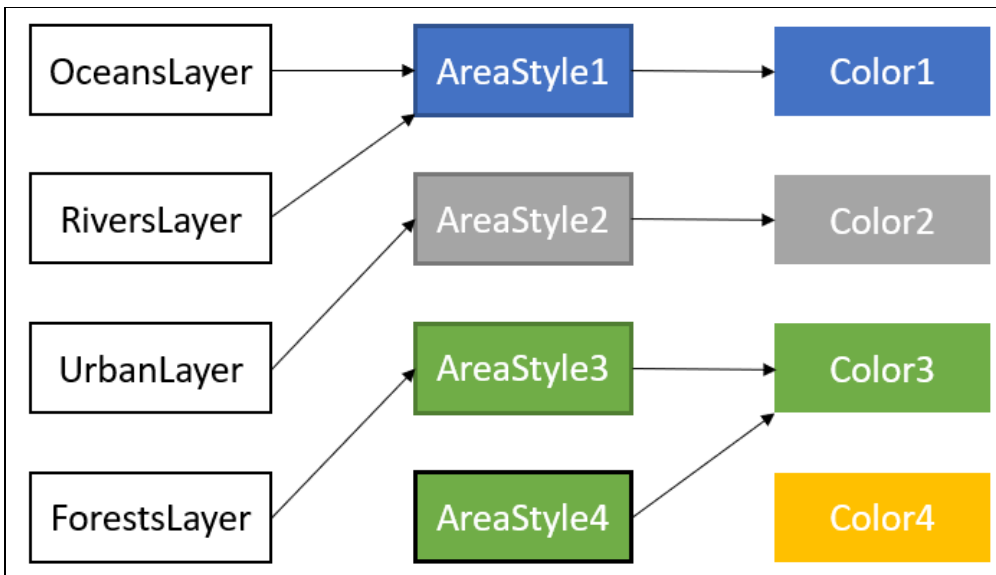 OceansLayer
AreaStyle1
Color1
RiversLayer
AreaStyle2
Color2
UrbanLayer
AreaStyle3
Color3
ForestsLayer
AreaStyle4
Color4